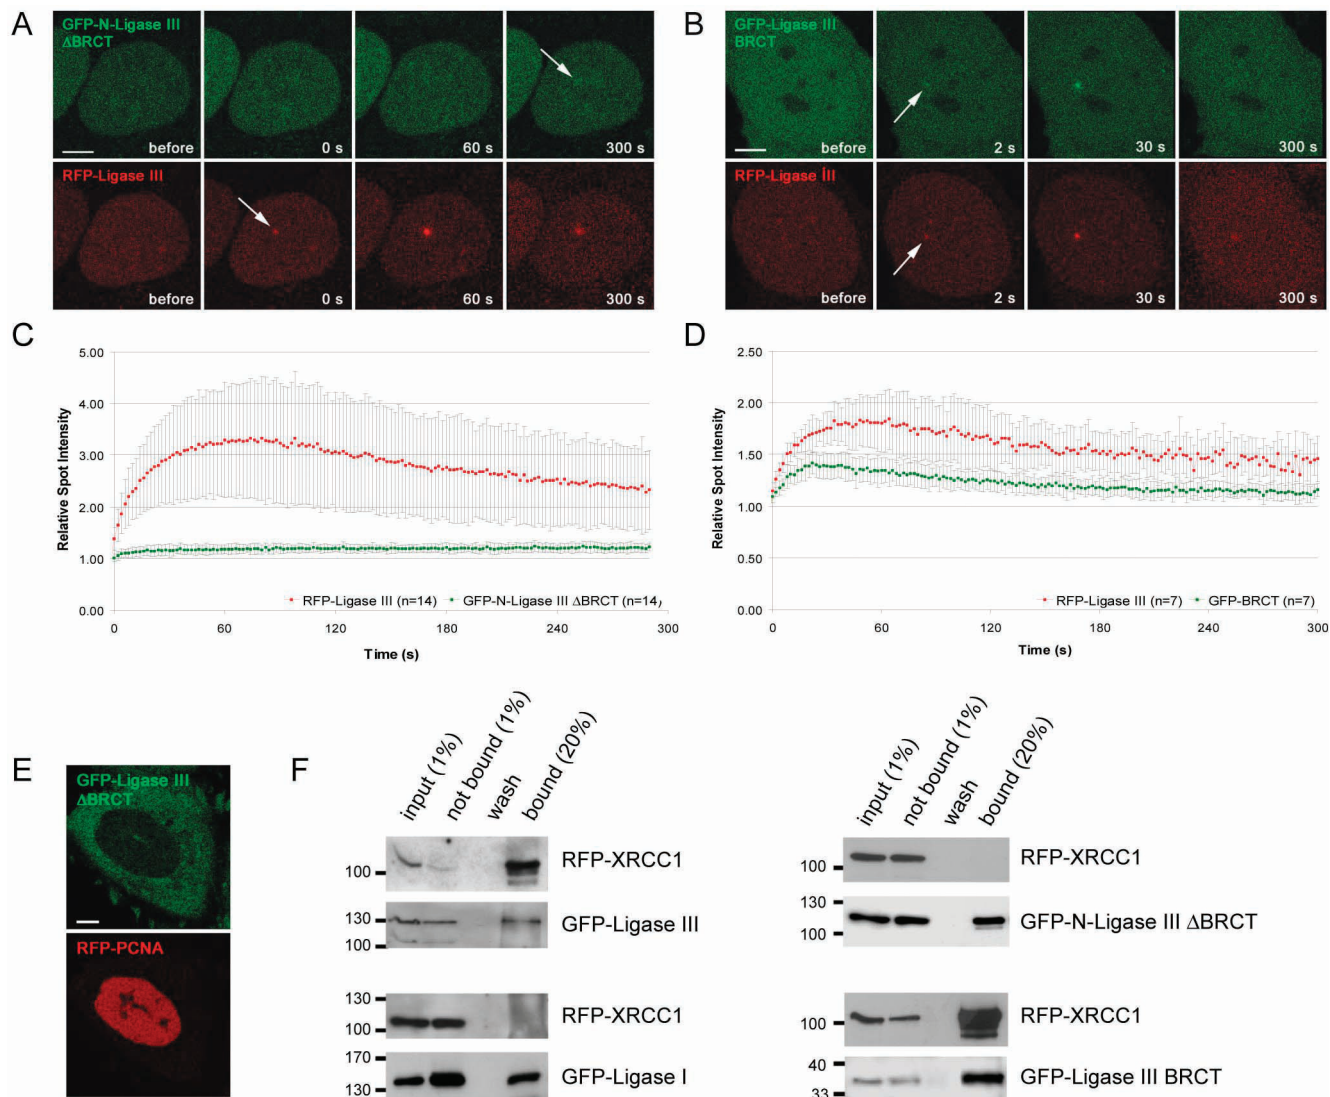 A
GFP-N-Ligase III
ΔBRCT
before
0 s
60 s
300 s
RFP-Ligase III
before
0 s
60 s
300 s
B
GFP-Ligase III
BRCT
before
2 s
30 s
300 s
RFP-Ligase III
before
2 s
30 s
300 s
C
5.00
4.00
3.00
2.00
1.00
0.00
Relative Spot Intensity
RFP-Ligase III (n=14)
GFP-N-Ligase III ΔBRCT (n=14)
0
60
120
180
240
300
Time (s)
D
2.50
2.00
1.50
1.00
0.50
0.00
Relative Spot Intensity
RFP-Ligase III (n=7)
GFP-BRCT (n=7)
0
60
120
180
240
300
Time (s)
E
GFP-Ligase III
ΔBRCT
RFP-PCNA
F
input (1%)
not bound (1%)
wash
bound (20%)
100
RFP-XRCC1
130
100
GFP-Ligase III
130
100
RFP-XRCC1
170
130
GFP-Ligase I
input (1%)
not bound (1%)
wash
bound (20%)
100
RFP-XRCC1
130
100
GFP-N-Ligase III ΔBRCT
100
RFP-XRCC1
40
33
GFP-Ligase III BRCT